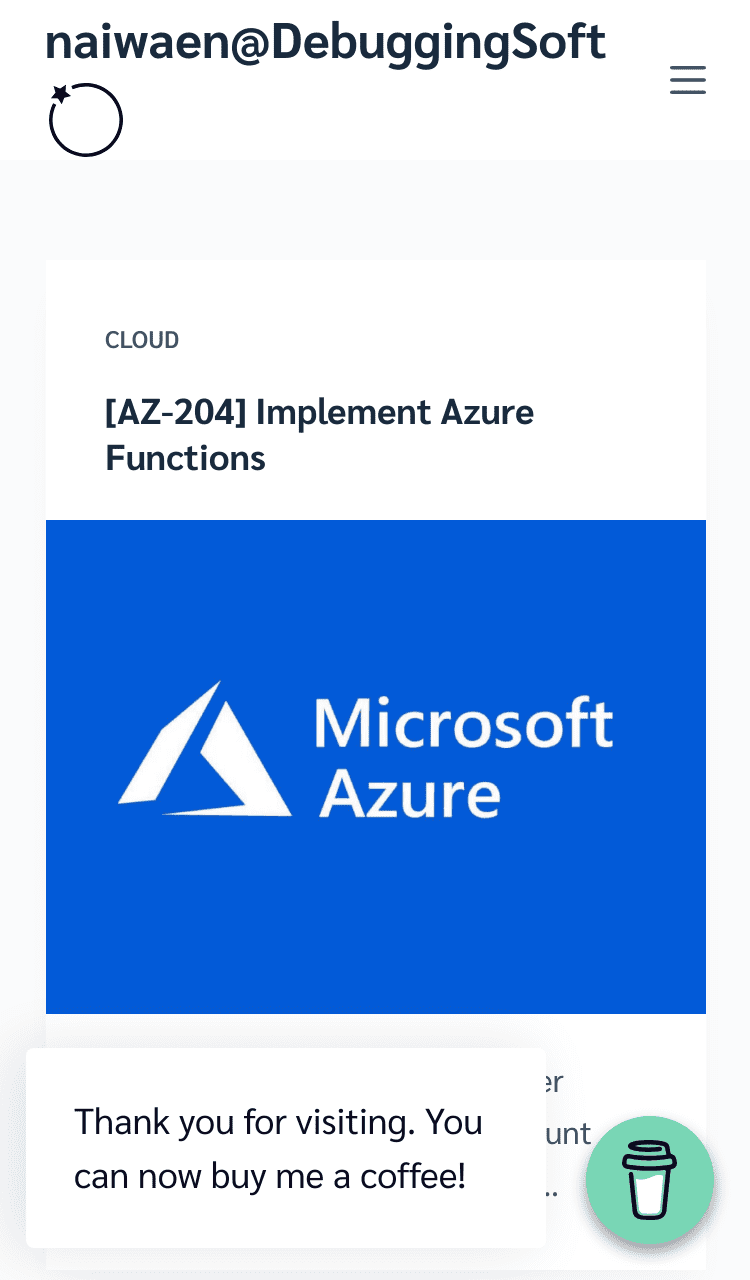 naiwaen@DebuggingSoft
CLOUD
[AZ-204] Implement Azure
Functions
Microsoft
Azure
Thank you for visiting. You
can now buy me a coffee!